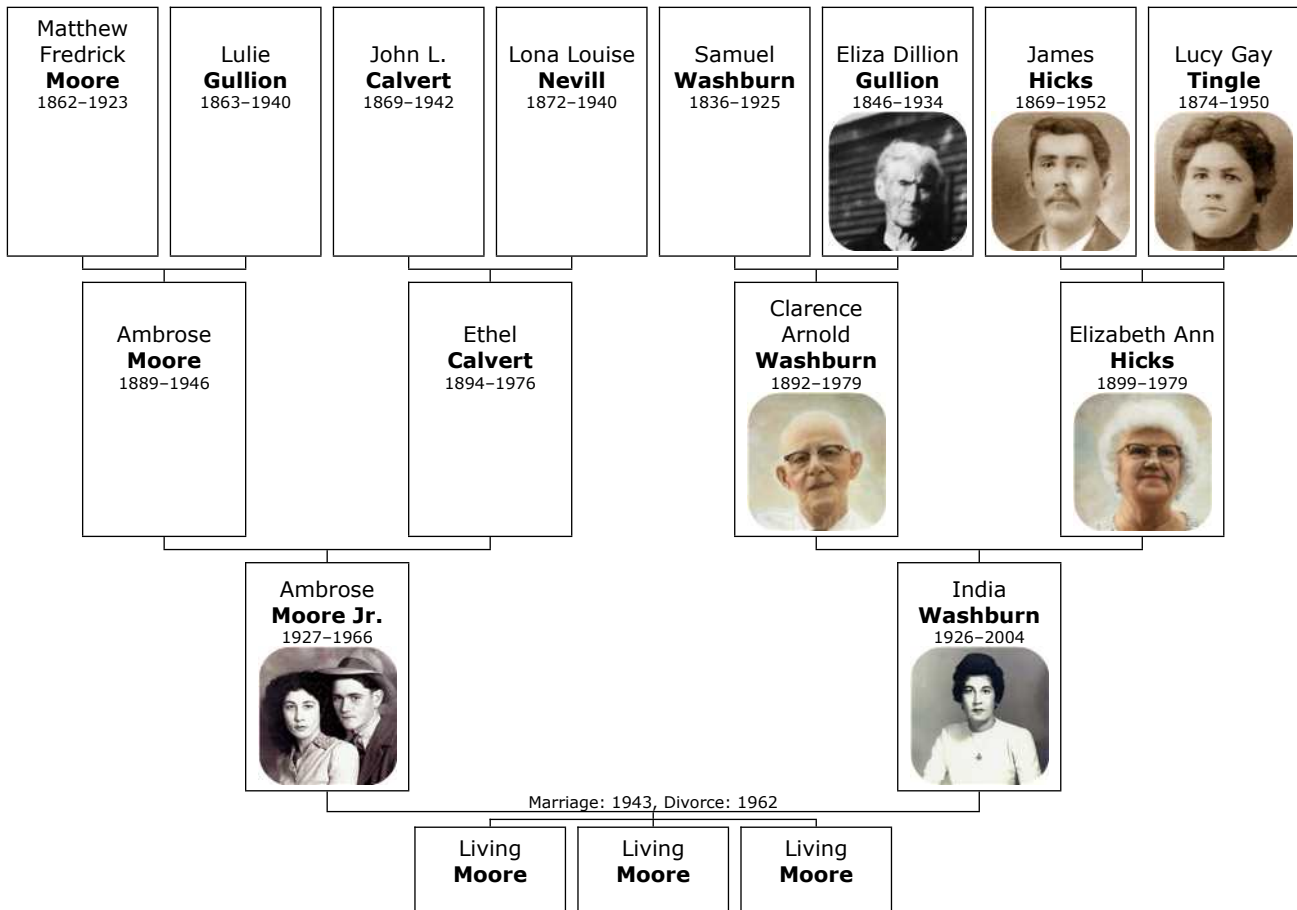 Matthew
Fredrick
Moore
1862–1923
Lulie
Gullion
1863–1940
John L.
Calvert
1869–1942
Lona Louise
Nevill
1872–1940
Samuel
Washburn
1836–1925
Eliza Dillion
Gullion
1846–1934
James
Hicks
1869–1952
Lucy Gay
Tingle
1874–1950
Ambrose
Moore
1889–1946
Ethel
Calvert
1894–1976
Clarence
Arnold
Washburn
1892–1979
Elizabeth Ann
Hicks
1899–1979
Ambrose
Moore Jr.
1927–1966
India
Washburn
1926–2004
Marriage: 1943, Divorce: 1962
Living
Moore
Living
Moore
Living
Moore